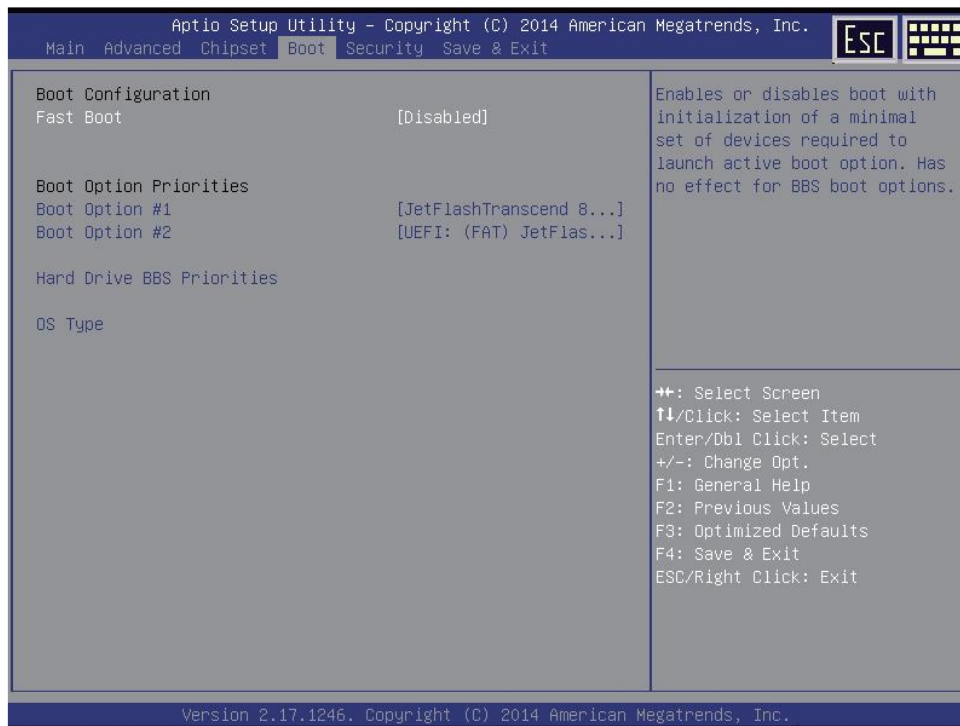 Aptio Setup Utility – Copyright (C) 2014 American Megatrends, Inc.
Main Advanced Chipset Boot Security Save & Exit
Esc
Boot Configuration
Fast Boot [Disabled]
Boot Option Priorities
Boot Option #1 [JetFlashTranscend 8...]
Boot Option #2 [UEFI: (FAT) JetFlas...]
Hard Drive BBS Priorities
OS Type
Enables or disables boot with
initialization of a minimal
set of devices required to
launch active boot option. Has
no effect for BBS boot options.
→←: Select Screen
↑↓/Click: Select Item
Enter/Dbl Click: Select
+/-: Change Opt.
F1: General Help
F2: Previous Values
F3: Optimized Defaults
F4: Save & Exit
ESC/Right Click: Exit
Version 2.17.1246. Copyright (C) 2014 American Megatrends, Inc.